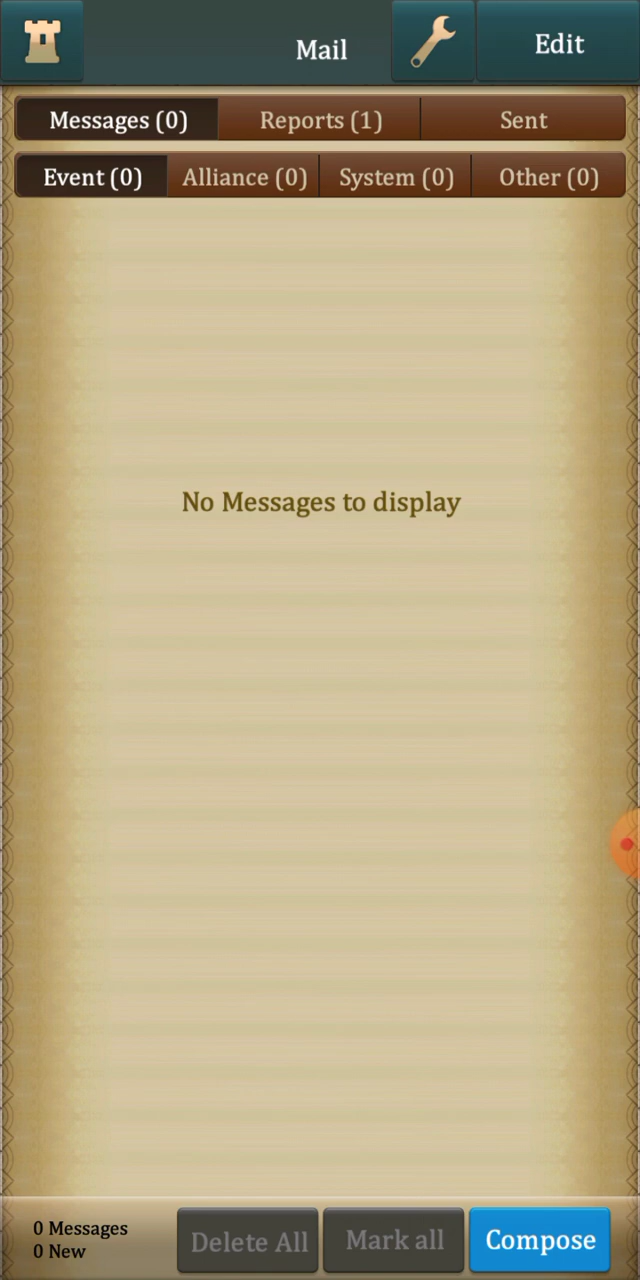 Mail
Edit
Messages (0)
Reports (1)
Sent
Event (0)
Alliance (0)
System (0)
Other (0)
No Messages to display
0 Messages
0 New
Delete All
Mark all
Compose